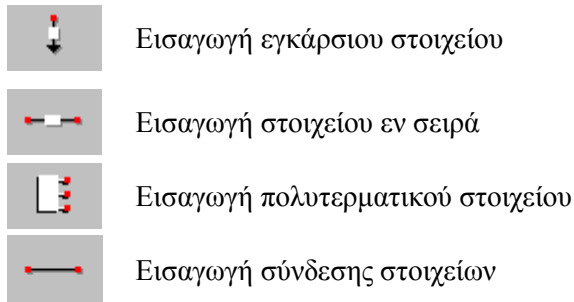 Εισαγωγή εγκάρσιου στοιχείου
Εισαγωγή στοιχείου εν σειρά
Εισαγωγή πολυτερματικού στοιχείου
Εισαγωγή σύνδεσης στοιχείων